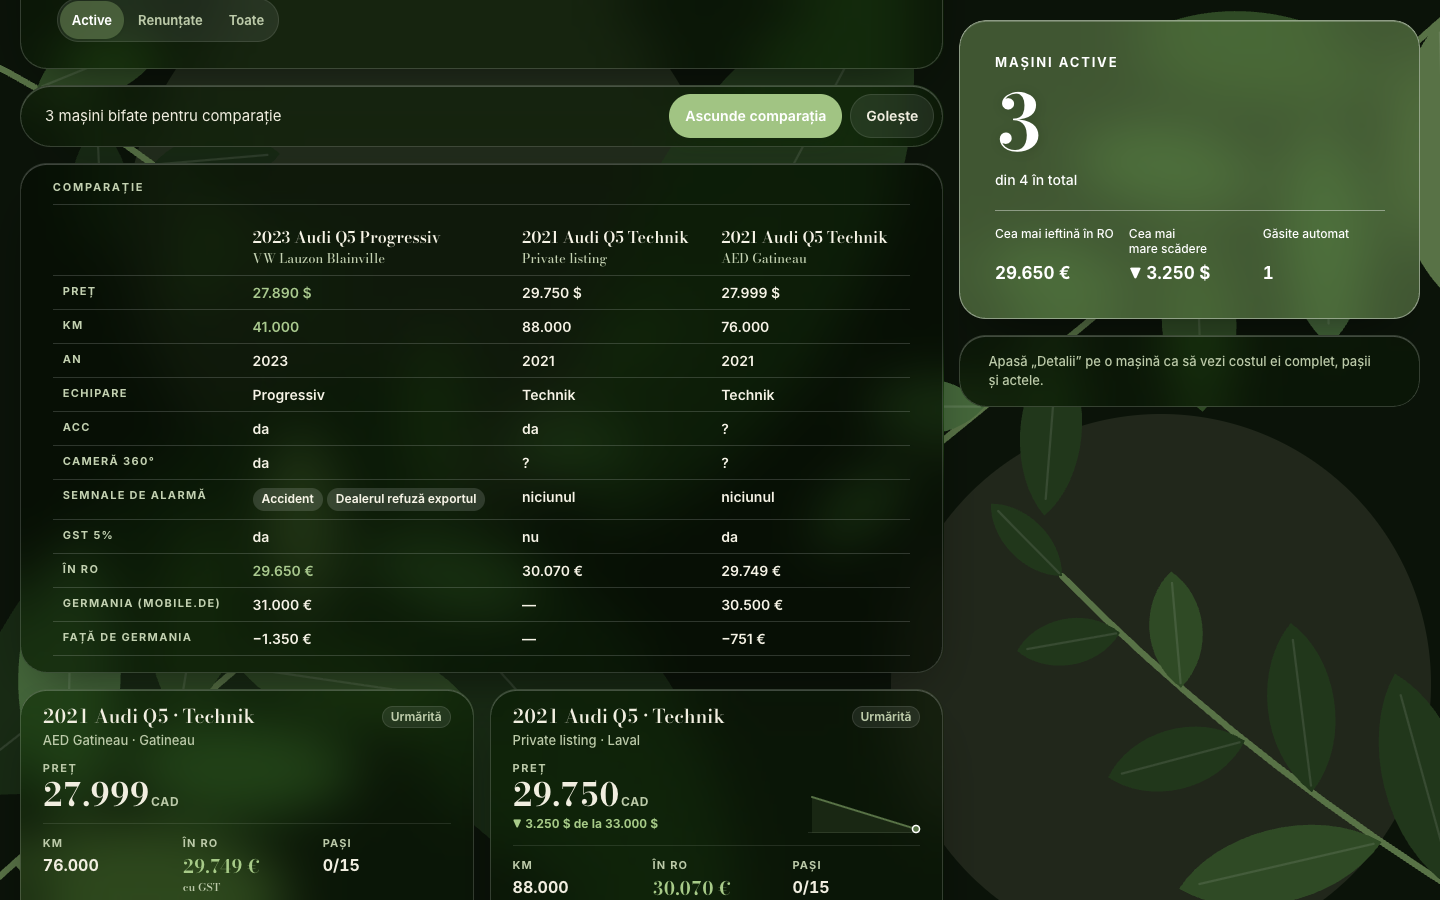 Active Renunțate Toate
3 mașini bifate pentru comparație Ascunde comparația Golește
COMPARAȚIE
2023 Audi Q5 Progressiv 2021 Audi Q5 Technik 2021 Audi Q5 Technik
VW Lauzon Blainville Private listing AED Gatineau
PREȚ 27.890 $ 29.750 $ 27.999 $
KM 41.000 88.000 76.000
AN 2023 2021 2021
ECHIPARE Progressiv Technik Technik
ACC da da ?
CAMERĂ 360° da ? ?
SEMNALE DE ALARMĂ Accident Dealerul refuză exportul niciunul niciunul
GST 5% da nu da
ÎN RO 29.650 € 30.070 € 29.749 €
GERMANIA (MOBILE.DE) 31.000 € — 30.500 €
FAȚĂ DE GERMANIA −1.350 € — −751 €
2021 Audi Q5 · Technik Urmărită
AED Gatineau · Gatineau
PREȚ
27.999 CAD
KM ÎN RO PAȘI
76.000 29.749 € 0/15
cu GST
2021 Audi Q5 · Technik Urmărită
Private listing · Laval
PREȚ
29.750 CAD
▼ 3.250 $ de la 33.000 $
KM ÎN RO PAȘI
88.000 30.070 € 0/15
MAȘINI ACTIVE
3
din 4 în total
Cea mai ieftină în RO Cea mai Găsite automat
mare scădere
29.650 € ▼ 3.250 $ 1
Apasă „Detalii” pe o mașină ca să vezi costul ei complet, pașii
și actele.